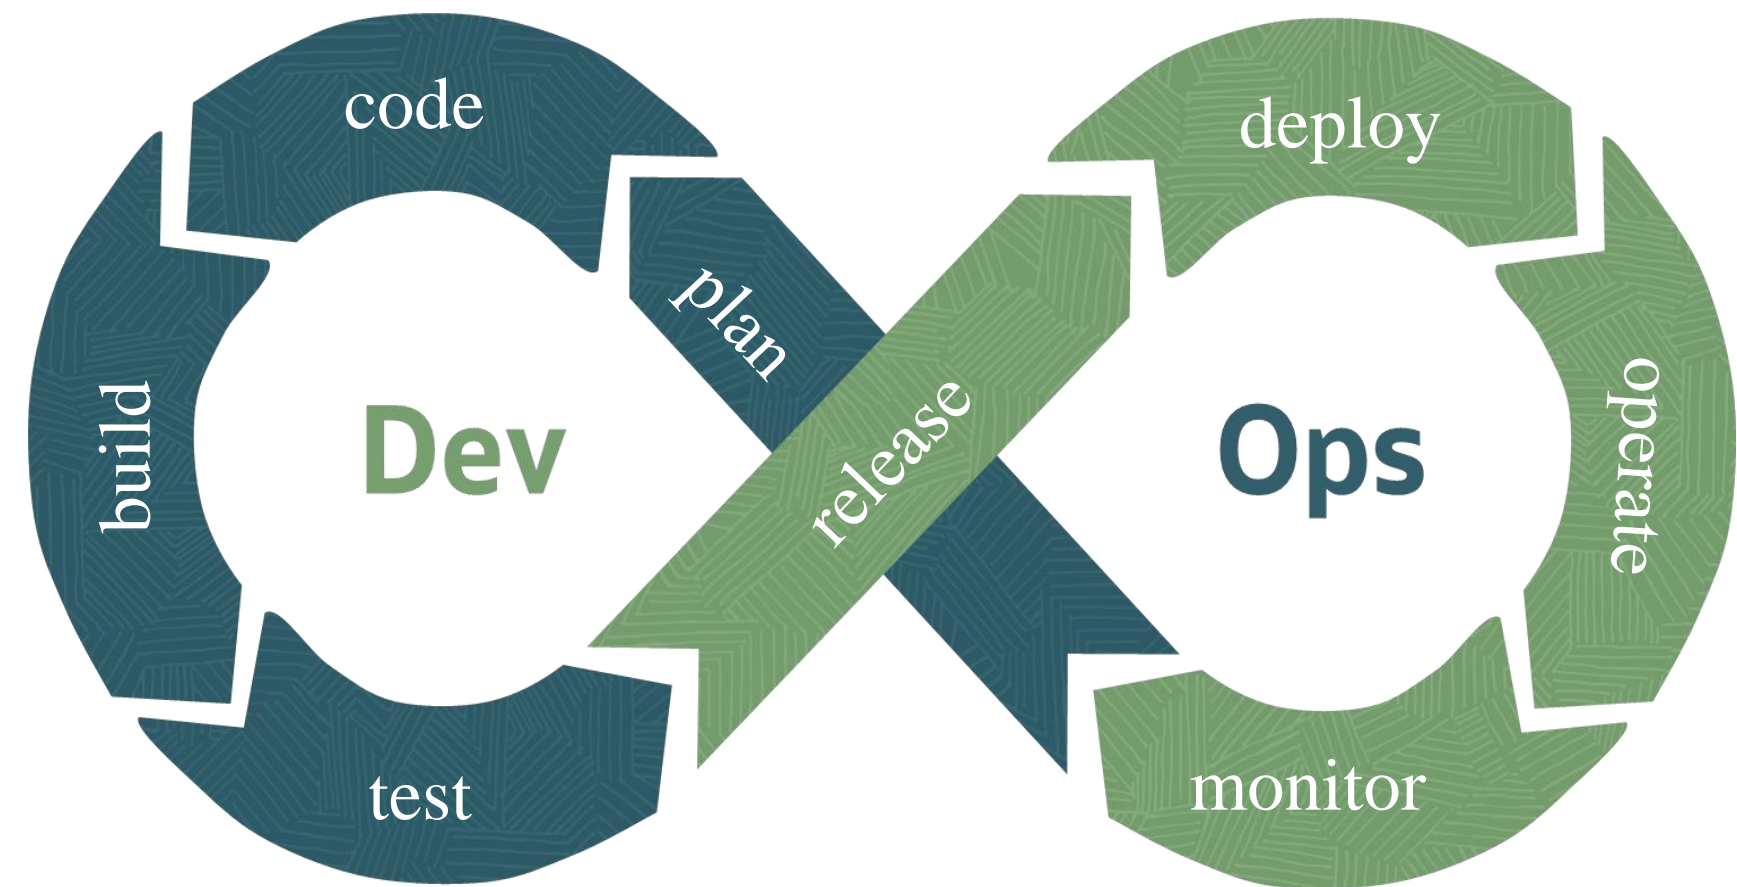 code
deploy
plan
build
Dev
release
Ops
operate
test
monitor